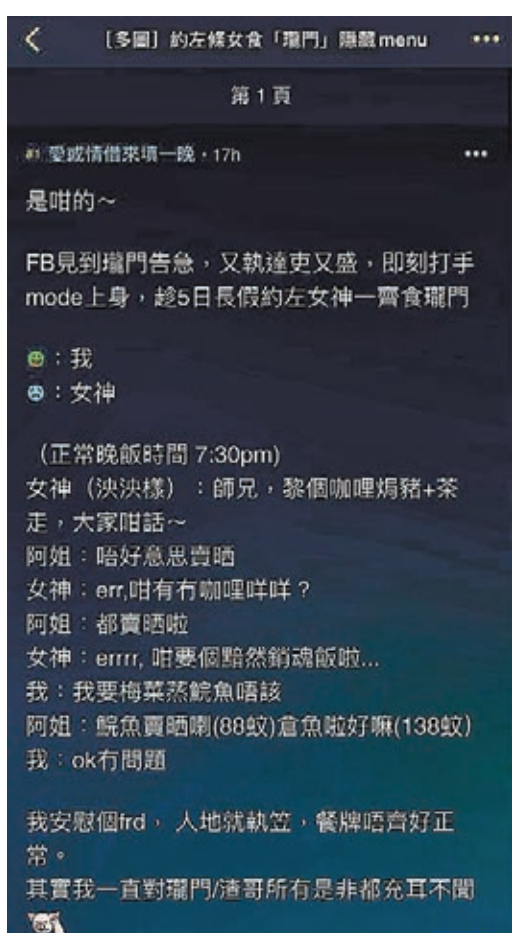 [多圖] 約左條女食「瓏門」隱藏menu
第 1 頁
#1 愛或情借來填一晚・17h
是咁的～
FB見到瓏門告急，又執達吏又盛，即刻打手
mode上身，趁5日長假約左女神一齊食瓏門
：我
：女神
（正常晚飯時間 7:30pm)
女神（泱泱樣）：師兄，黎個咖哩焗豬+茶
走，大家咁話～
阿姐：唔好意思賣晒
女神：err,咁有冇咖哩咩咩？
阿姐：都賣晒啦
女神：errrr, 咁要個黯然銷魂飯啦...
我：我要梅菜蒸鯇魚唔該
阿姐：鯇魚賣晒喇(88蚊)倉魚啦好嘛(138蚊）
我：ok冇問題
我安慰個frd， 人地就執笠，餐牌唔齊好正
常。
其實我一直對瓏門/渣哥所有是非都充耳不聞